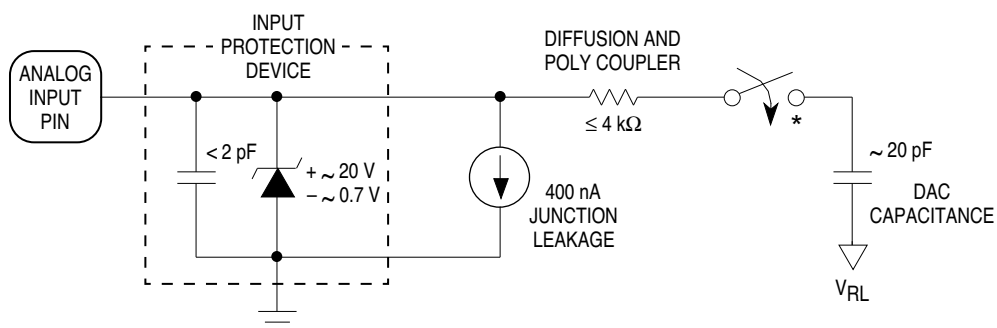 INPUT
PROTECTION
DEVICE
ANALOG
INPUT
PIN
< 2 pF
+ ~ 20 V
– ~ 0.7 V
400 nA
JUNCTION
LEAKAGE
DIFFUSION AND
POLY COUPLER
≤ 4 kΩ
*
~ 20 pF
DAC
CAPACITANCE
VRL